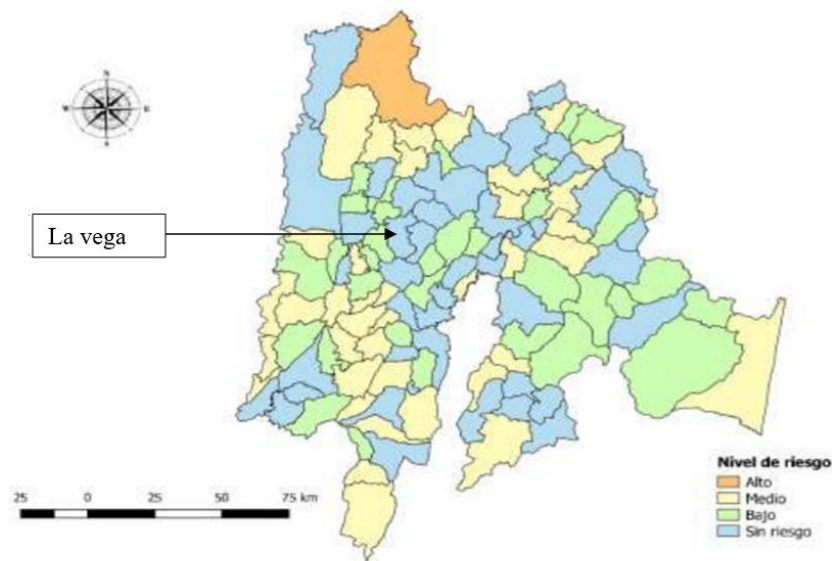 N
W
E
S
La vega
Nivel de riesgo
Alto
Medio
Bajo
Sin riesgo
25 0 25 50 75 km